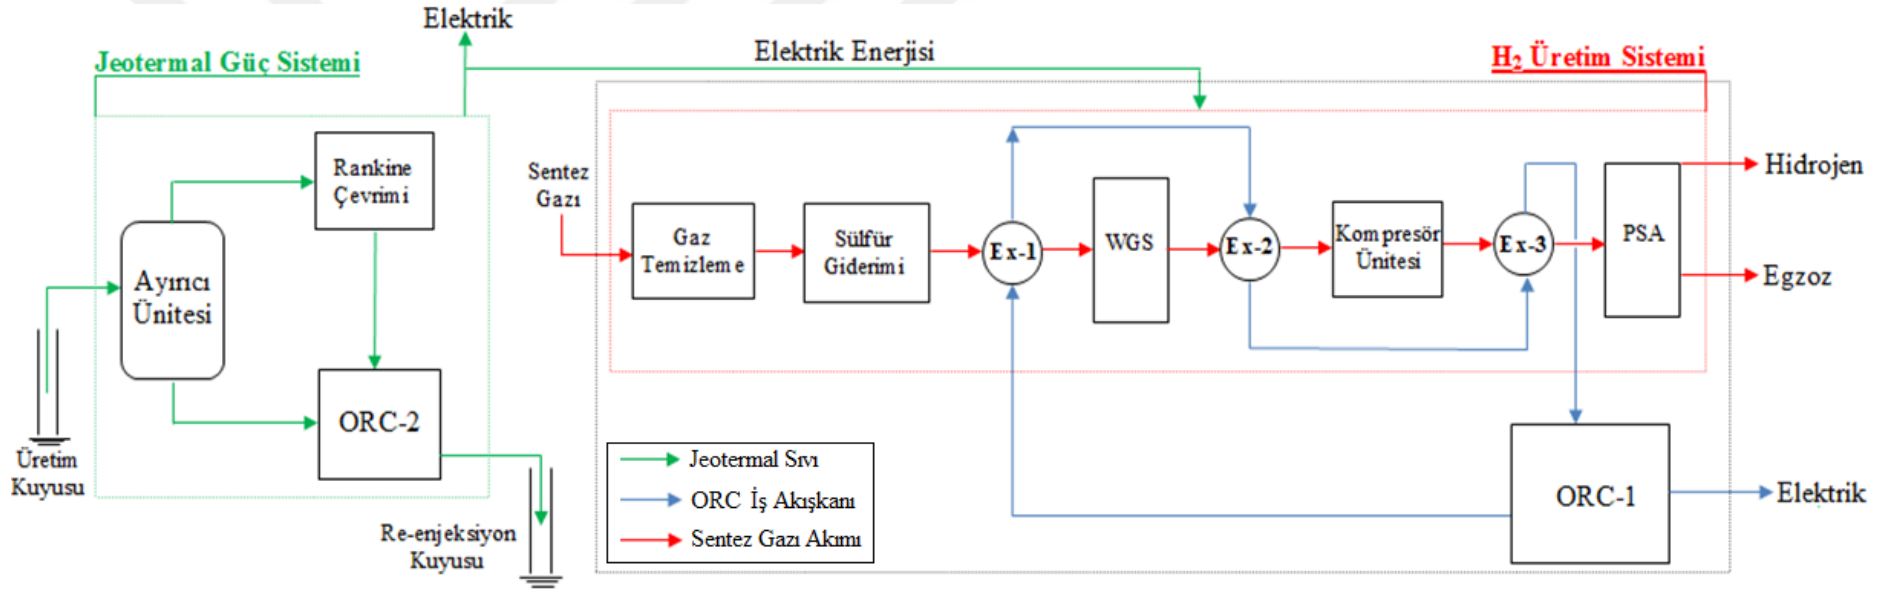 Elektrik
Jeotermal Güç Sistemi
Elektrik Enerjisi
H₂ Üretim Sistemi
Rankine
Çevrimi
Ayırıcı
Ünitesi
ORC-2
Üretim
Kuyusu
Re-enjeksiyon
Kuyusu
Sentez
Gazı
Gaz
Temizleme
Sülfür
Giderimi
Ex-1
WGS
Ex-2
Kompresör
Ünitesi
Ex-3
PSA
Hidrojen
Egzoz
ORC-1
Elektrik
Jeotermal Sıvı
ORC İş Akışkanı
Sentez Gazı Akımı